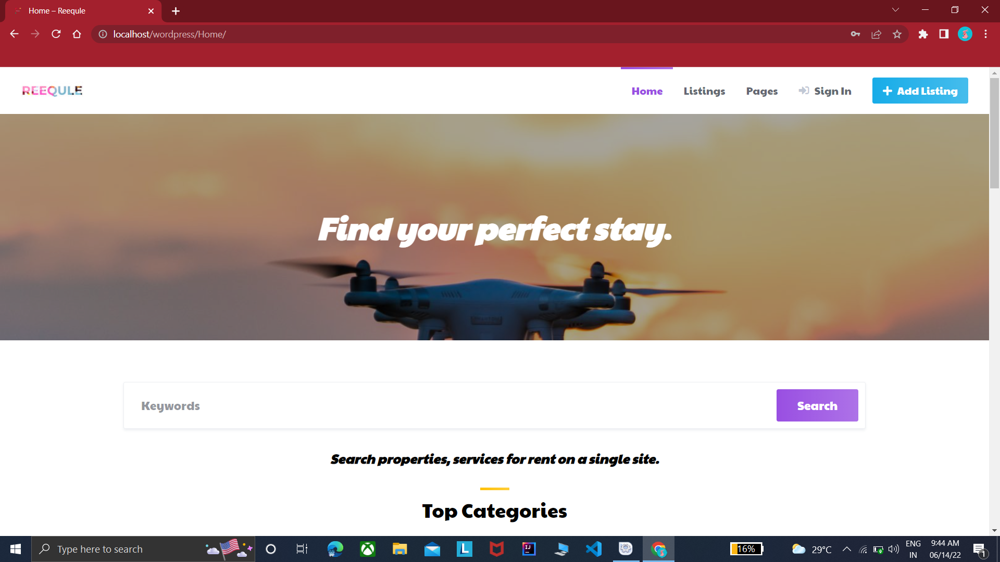 Home – Reequle
localhost/wordpress/Home/
REEQULE
Home
Listings
Pages
Sign In
Add Listing
Find your perfect stay.
Keywords
Search
Search properties, services for rent on a single site.
Top Categories
Type here to search
L
IJ
16%
29°C
ENG
IN
9:44 AM
06/14/22
1